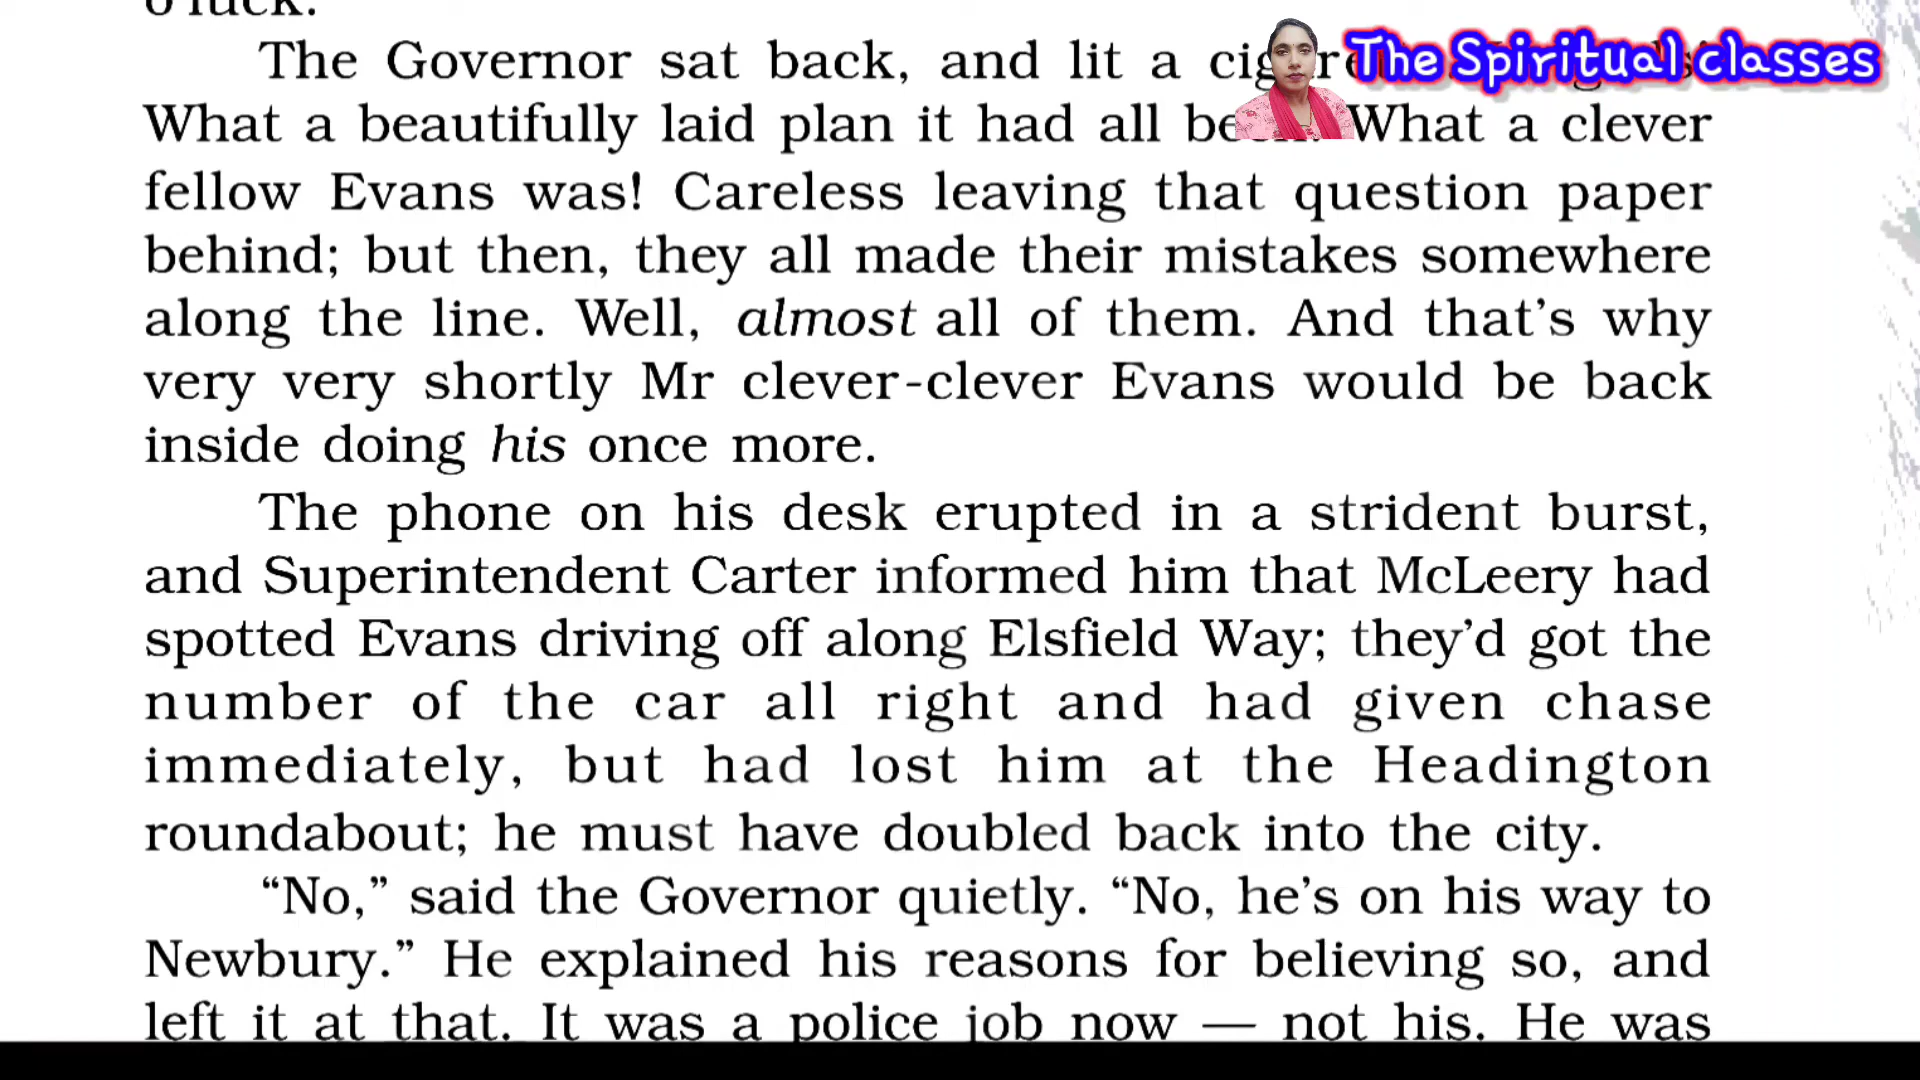 o'luck.
The Governor sat back, and lit a The Spiritual classes
What a beautifully laid plan it had all What a clever
fellow Evans was! Careless leaving that question paper
behind; but then, they all made their mistakes somewhere
along the line. Well, almost all of them. And that’s why
very very shortly Mr clever-clever Evans would be back
inside doing his once more.
The phone on his desk erupted in a strident burst,
and Superintendent Carter informed him that McLeery had
spotted Evans driving off along Elsfield Way; they’d got the
number of the car all right and had given chase
immediately, but had lost him at the Headington
roundabout; he must have doubled back into the city.
“No,” said the Governor quietly. “No, he’s on his way to
Newbury.” He explained his reasons for believing so, and
left it at that. It was a police job now — not his. He was